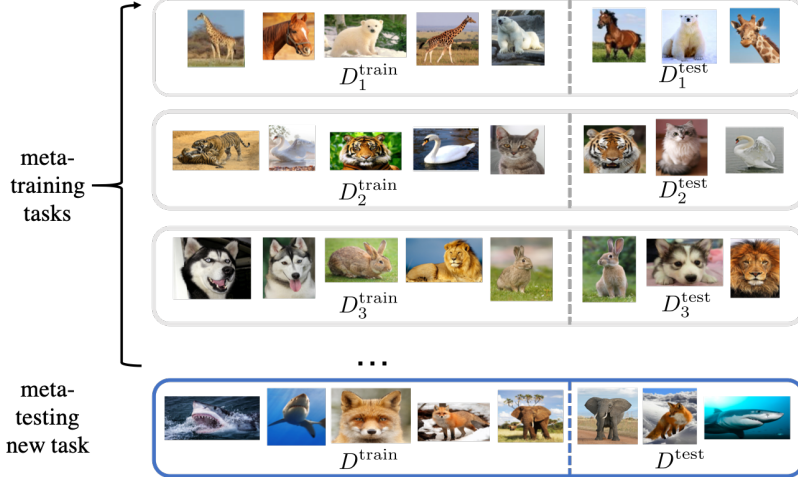 D_1^train
D_1^test
meta-
training
tasks
D_2^train
D_2^test
D_3^train
D_3^test
...
meta-
testing
new task
D^train
D^test